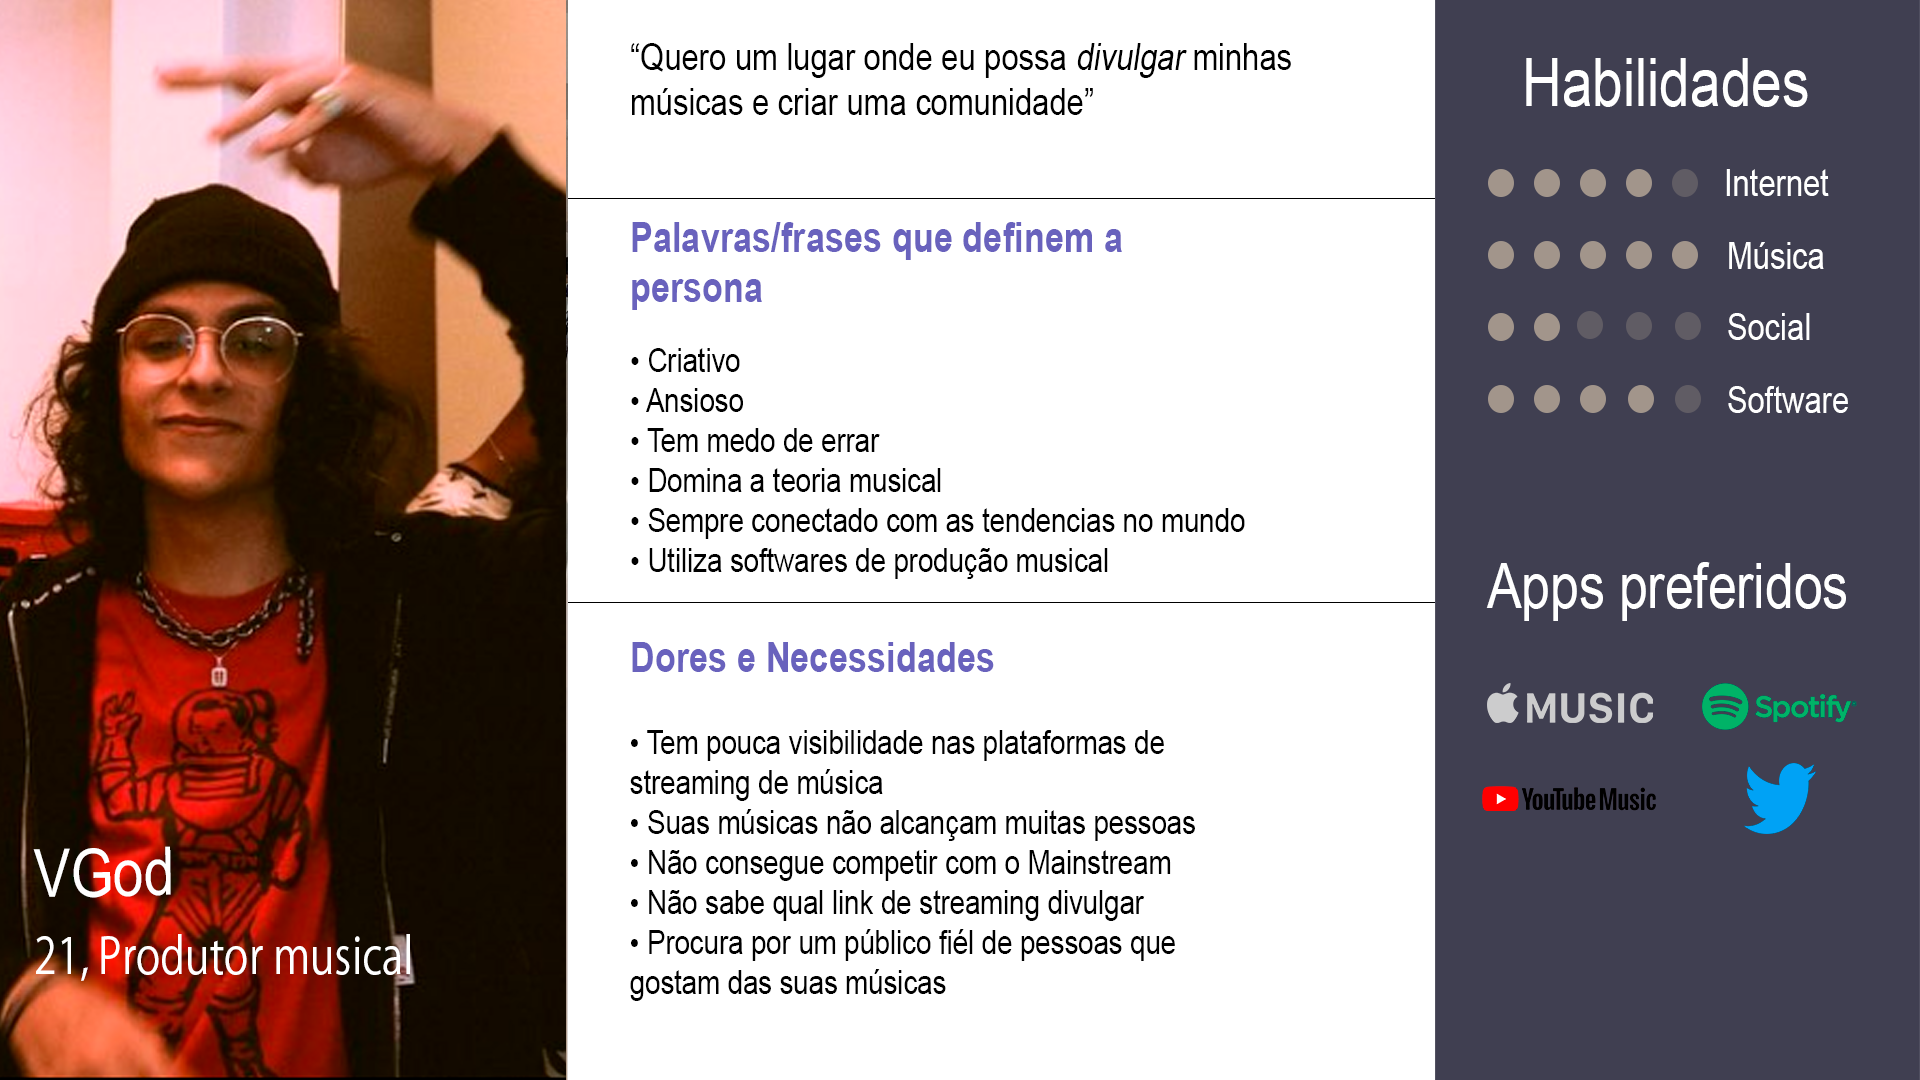 “Quero um lugar onde eu possa divulgar minhas
músicas e criar uma comunidade”
Palavras/frases que definem a
persona
• Criativo
• Ansioso
• Tem medo de errar
• Domina a teoria musical
• Sempre conectado com as tendencias no mundo
• Utiliza softwares de produção musical
Dores e Necessidades
• Tem pouca visibilidade nas plataformas de
streaming de música
• Suas músicas não alcançam muitas pessoas
• Não consegue competir com o Mainstream
• Não sabe qual link de streaming divulgar
• Procura por um público fiél de pessoas que
gostam das suas músicas
VGod
21, Produtor musical
Habilidades
Internet
Música
Social
Software
Apps preferidos
MUSIC
Spotify
YouTube Music